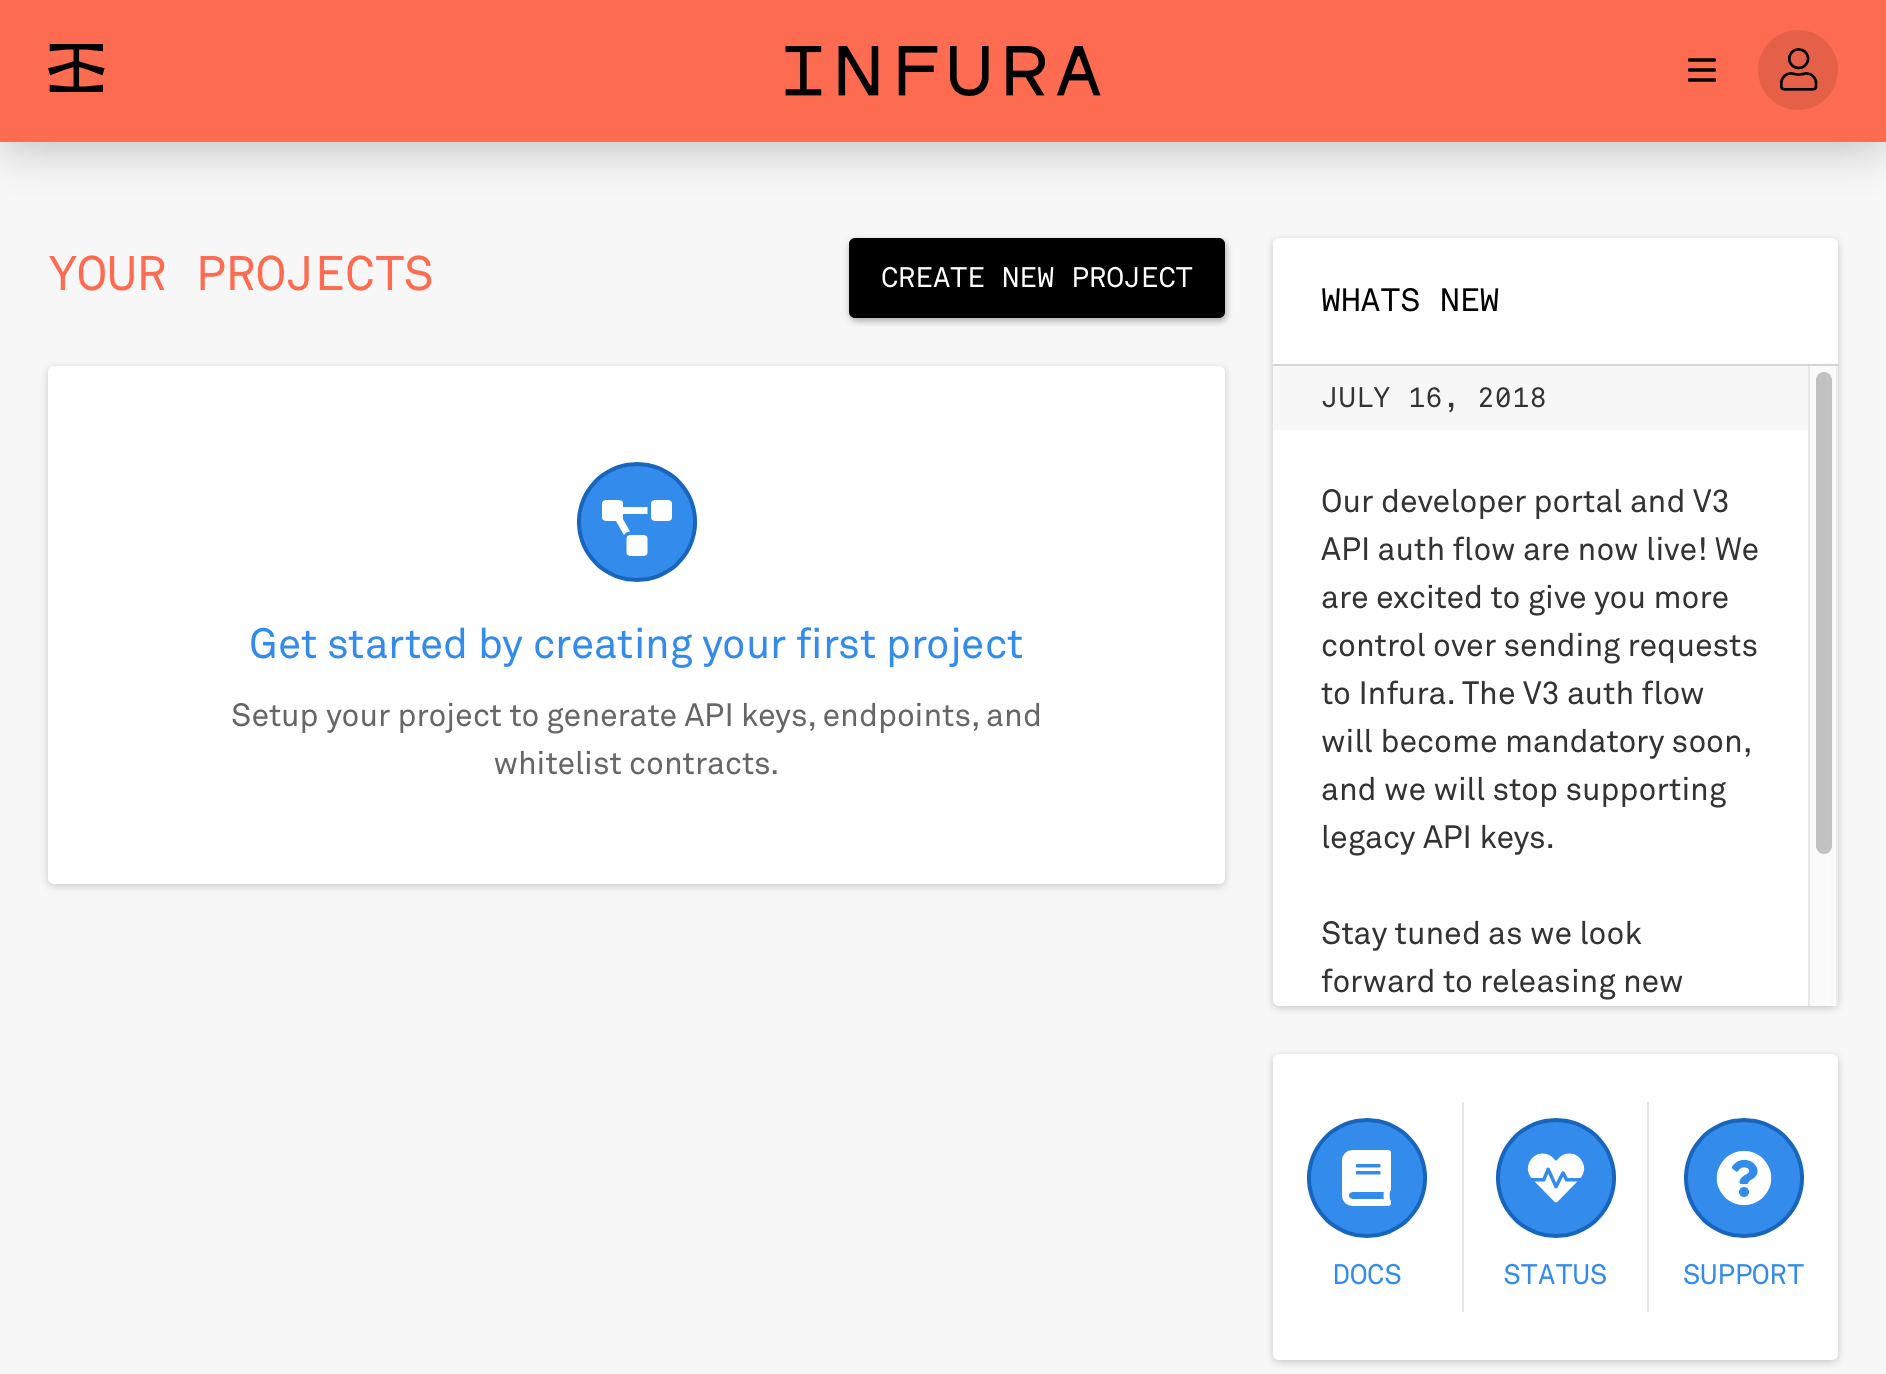 INFURA
YOUR PROJECTS
CREATE NEW PROJECT
Get started by creating your first project
Setup your project to generate API keys, endpoints, and
whitelist contracts.
WHATS NEW
JULY 16, 2018
Our developer portal and V3
API auth flow are now live! We
are excited to give you more
control over sending requests
to Infura. The V3 auth flow
will become mandatory soon,
and we will stop supporting
legacy API keys.
Stay tuned as we look
forward to releasing new
DOCS
STATUS
SUPPORT